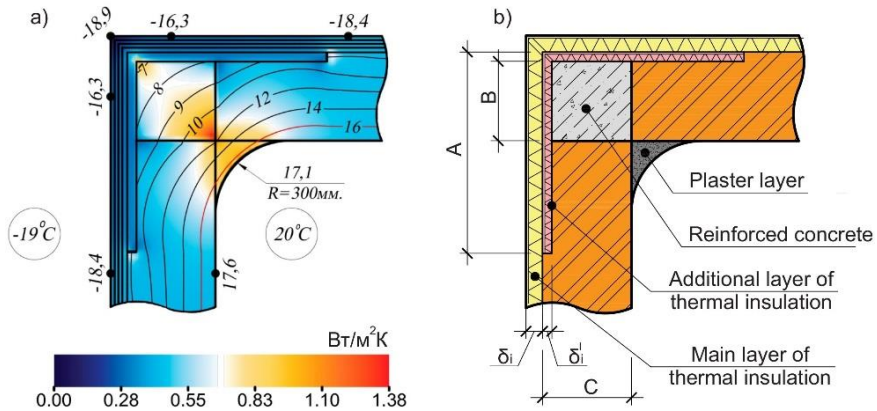 a)
-18,9
-16,3
-18,4
-16,3
7
8
9
10
12
14
16
17,1
R=300мм.
-19°C
20°C
-18,4
17,6
Вт/м²К
0.00 0.28 0.55 0.83 1.10 1.38
b)
A
B
Plaster layer
Reinforced concrete
Additional layer of
thermal insulation
Main layer of
thermal insulation
δi
δ'i
C